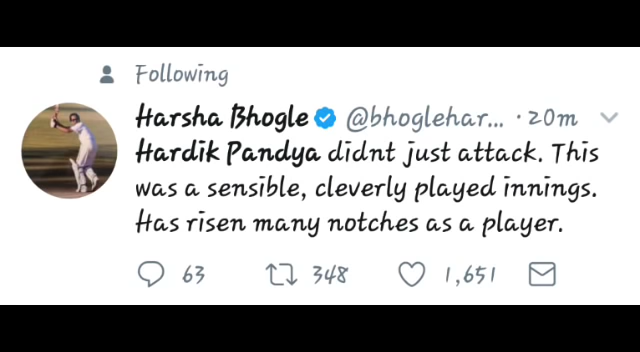 Following
Harsha Bhogle @bhoglehar... · 20m
Hardik Pandya didnt just attack. This
was a sensible, cleverly played innings.
Has risen many notches as a player.
63 348 1,651